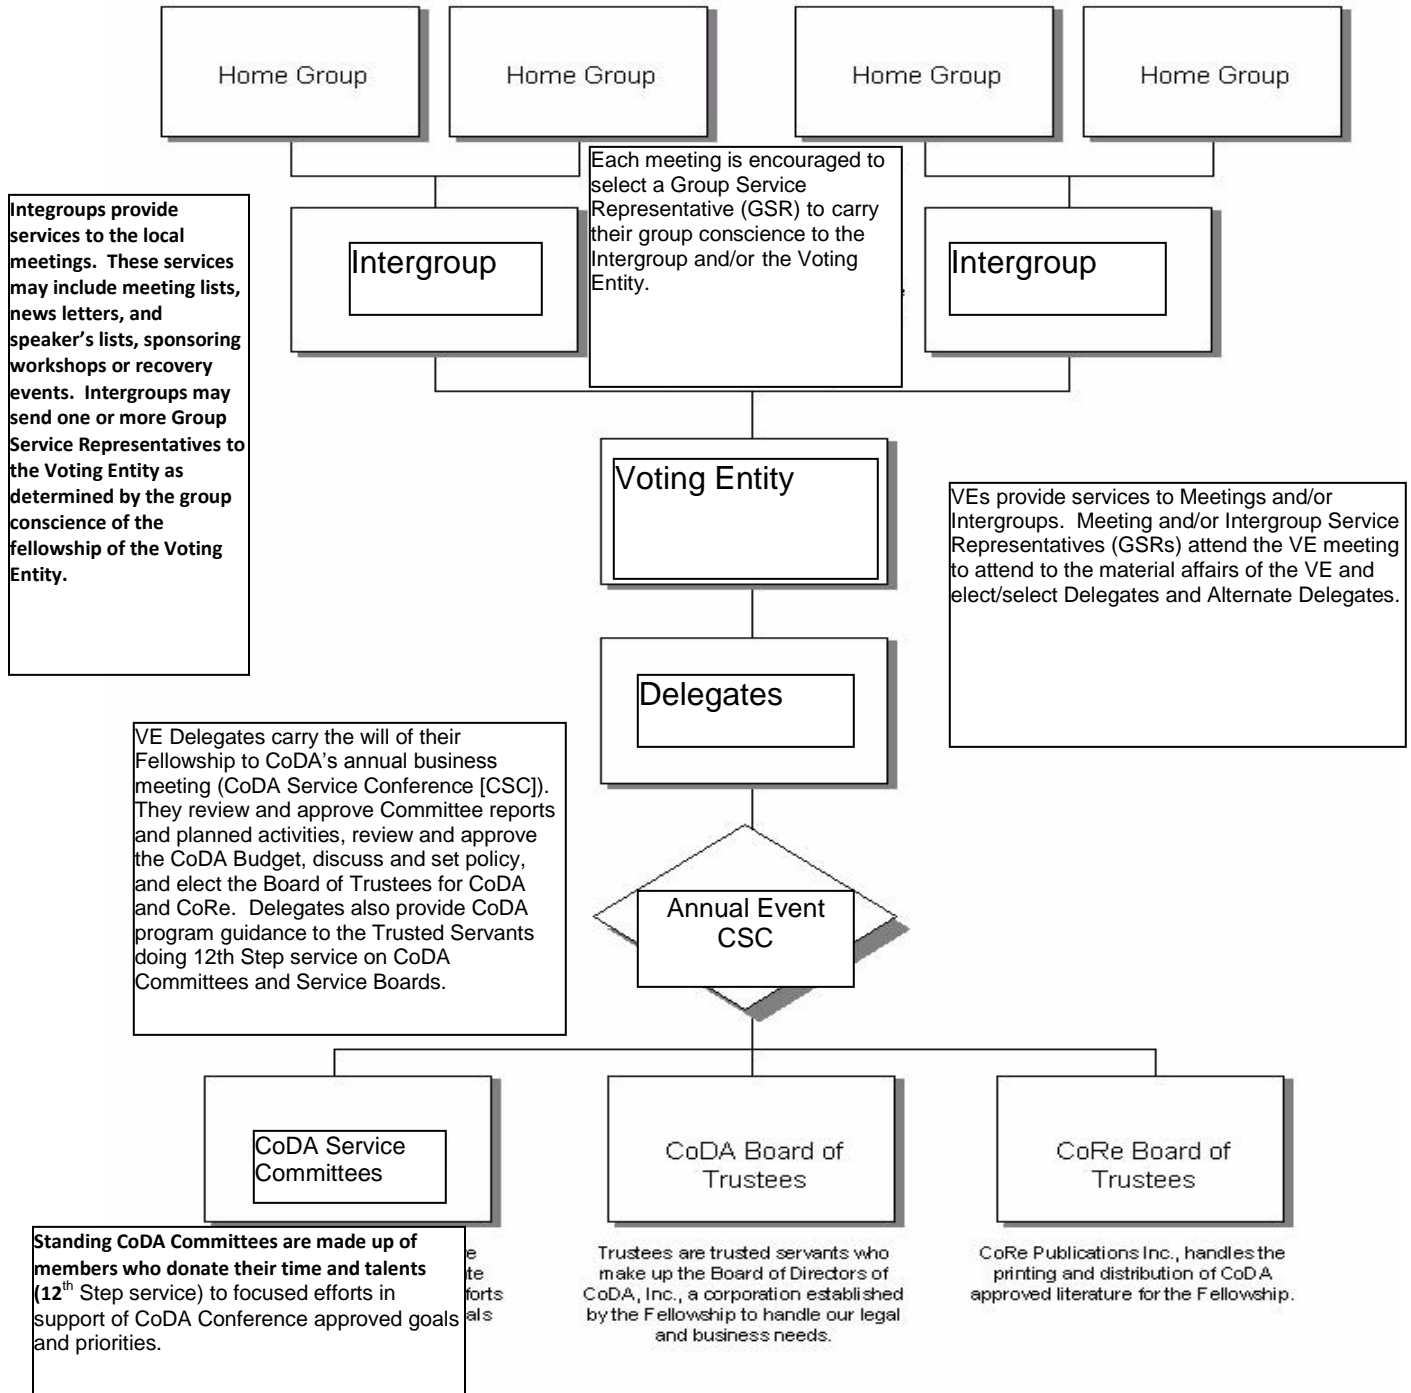 Home Group
Home Group
Home Group
Home Group
Each meeting is encouraged to
select a Group Service
Representative (GSR) to carry
their group conscience to the
Intergroup and/or the Voting
Entity.
Integroups provide
services to the local
meetings.  These services
may include meeting lists,
news letters, and
speaker’s lists, sponsoring
workshops or recovery
events.  Intergroups may
send one or more Group
Service Representatives to
the Voting Entity as
determined by the group
conscience of the
fellowship of the Voting
Entity.
Intergroup
Intergroup
Voting Entity
VEs provide services to Meetings and/or
Intergroups.  Meeting and/or Intergroup Service
Representatives (GSRs) attend the VE meeting
to attend to the material affairs of the VE and
elect/select Delegates and Alternate Delegates.
Delegates
VE Delegates carry the will of their
Fellowship to CoDA’s annual business
meeting (CoDA Service Conference [CSC]).
They review and approve Committee reports
and planned activities, review and approve
the CoDA Budget, discuss and set policy,
and elect the Board of Trustees for CoDA
and CoRe.  Delegates also provide CoDA
program guidance to the Trusted Servants
doing 12th Step service on CoDA
Committees and Service Boards.
Annual Event
CSC
CoDA Service
Committees
CoDA Board of
Trustees
CoRe Board of
Trustees
Standing CoDA Committees are made up of
members who donate their time and talents
(12th Step service) to focused efforts in
support of CoDA Conference approved goals
and priorities.
Trustees are trusted servants who
make up the Board of Directors of
CoDA, Inc., a corporation established
by the Fellowship to handle our legal
and business needs.
CoRe Publications Inc., handles the
printing and distribution of CoDA
approved literature for the Fellowship.